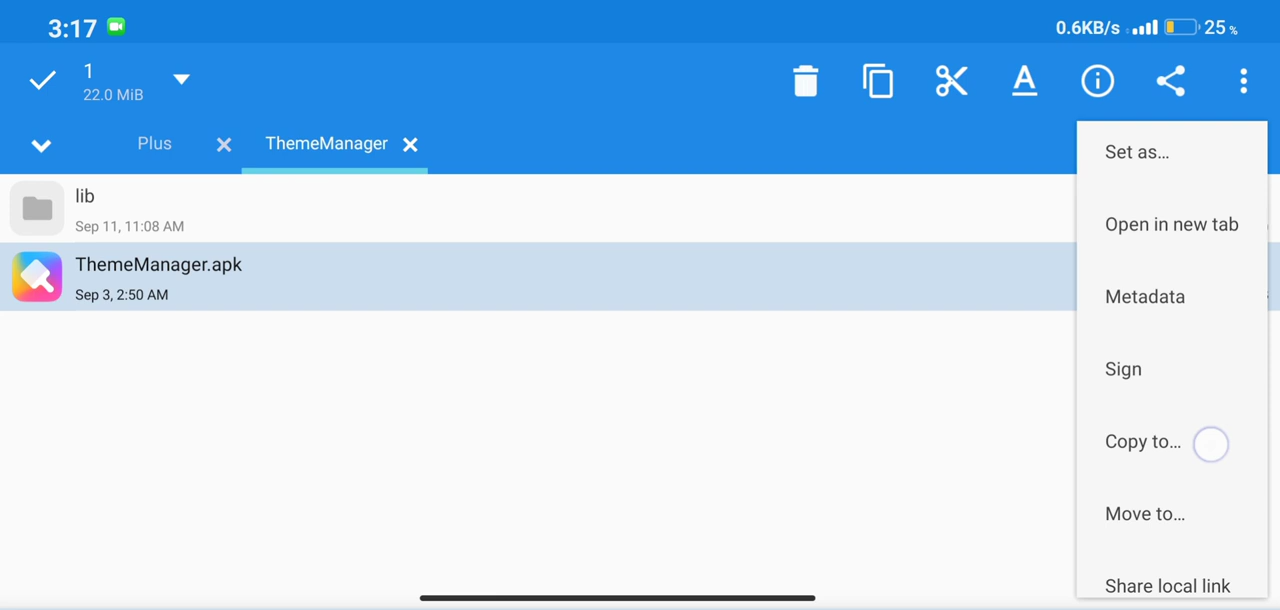 3:17
0.6KB/s
25 %
1
22.0 MiB
A
Plus
ThemeManager
lib
Sep 11, 11:08 AM
ThemeManager.apk
Sep 3, 2:50 AM
Set as...
Open in new tab
Metadata
Sign
Copy to...
Move to...
Share local link